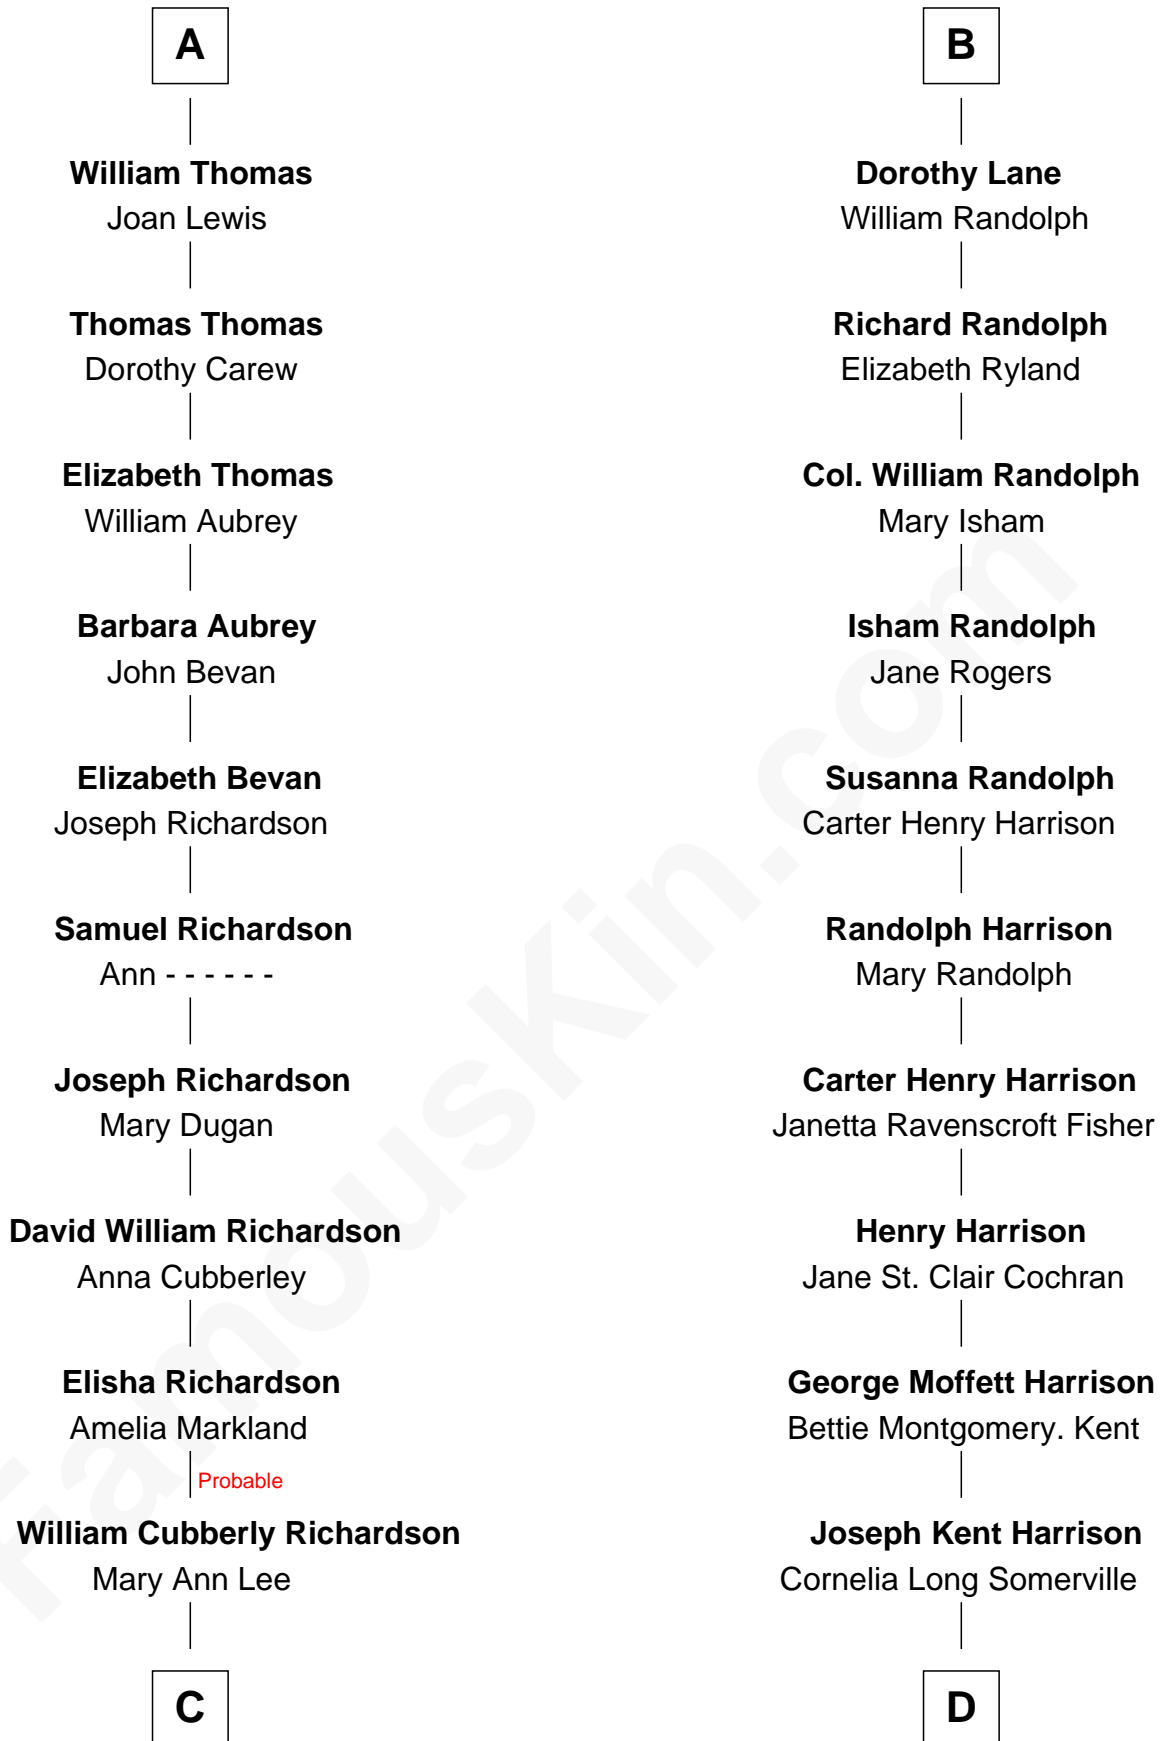 A
William Thomas
Joan Lewis
Thomas Thomas
Dorothy Carew
Elizabeth Thomas
William Aubrey
Barbara Aubrey
John Bevan
Elizabeth Bevan
Joseph Richardson
Samuel Richardson
Ann - - - - - -
Joseph Richardson
Mary Dugan
David William Richardson
Anna Cubberley
Elisha Richardson
Amelia Markland
Probable
William Cubberly Richardson
Mary Ann Lee
C
B
Dorothy Lane
William Randolph
Richard Randolph
Elizabeth Ryland
Col. William Randolph
Mary Isham
Isham Randolph
Jane Rogers
Susanna Randolph
Carter Henry Harrison
Randolph Harrison
Mary Randolph
Carter Henry Harrison
Janetta Ravenscroft Fisher
Henry Harrison
Jane St. Clair Cochran
George Moffett Harrison
Bettie Montgomery. Kent
Joseph Kent Harrison
Cornelia Long Somerville
D
FamousKin.com